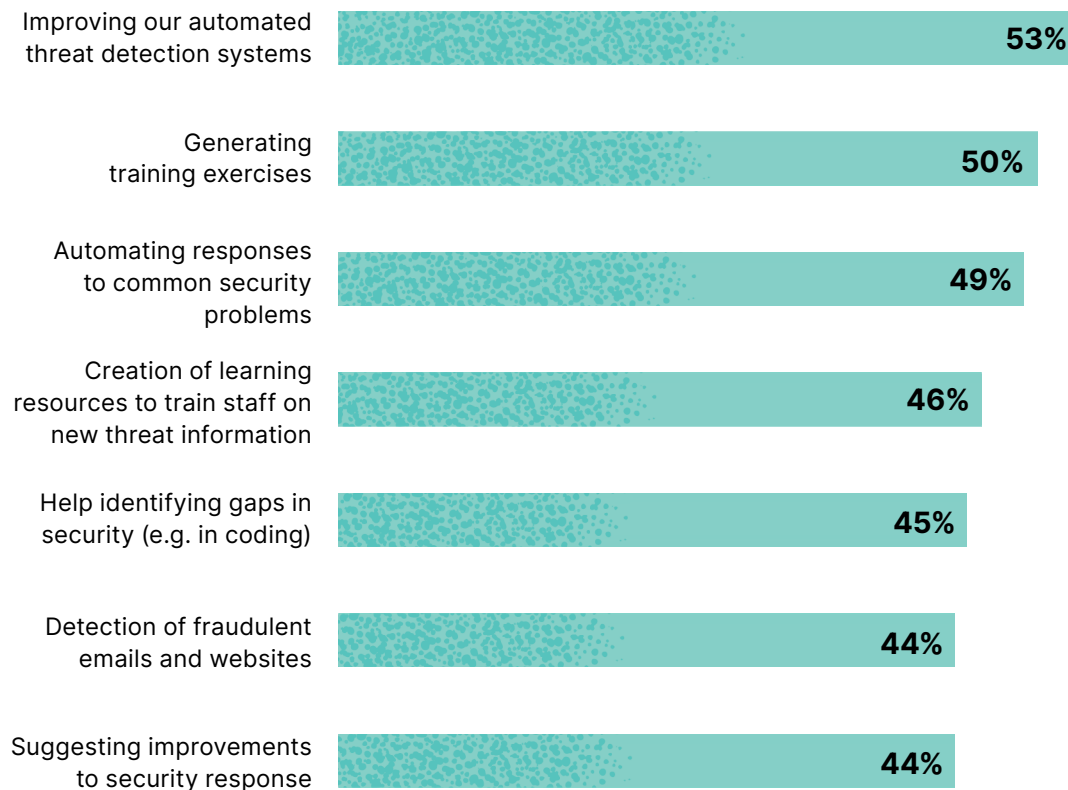 Improving our automated
threat detection systems
53%
Generating
training exercises
50%
Automating responses
to common security
problems
49%
Creation of learning
resources to train staff on
new threat information
46%
Help identifying gaps in
security (e.g. in coding)
45%
Detection of fraudulent
emails and websites
44%
Suggesting improvements
to security response
44%